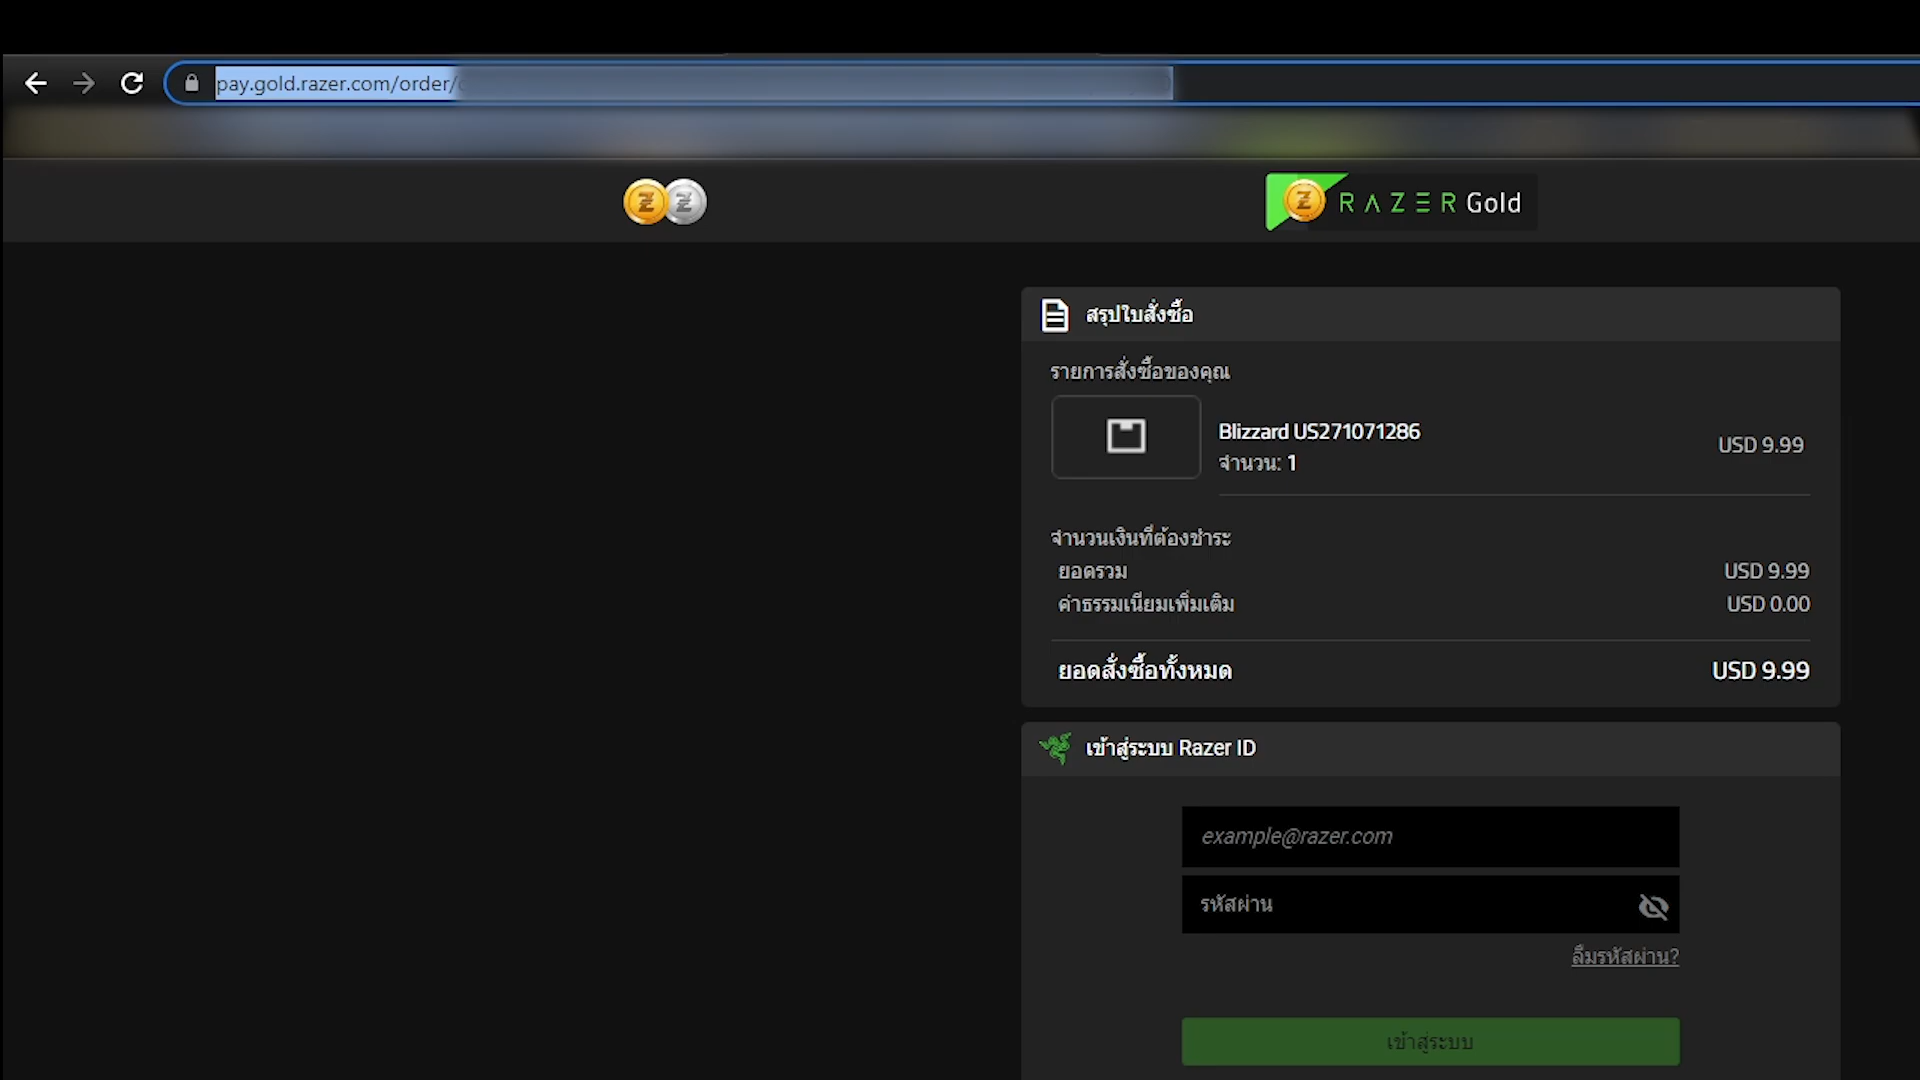 pay.gold.razer.com/order/
RAZER Gold
สรุปใบสั่งซื้อ
รายการสั่งซื้อของคุณ
Blizzard US271071286
USD 9.99
จำนวน: 1
จำนวนเงินที่ต้องชำระ
ยอดรวม
USD 9.99
ค่าธรรมเนียมเพิ่มเติม
USD 0.00
ยอดสั่งซื้อทั้งหมด
USD 9.99
เข้าสู่ระบบ Razer ID
example@razer.com
รหัสผ่าน
ลืมรหัสผ่าน?
เข้าสู่ระบบ